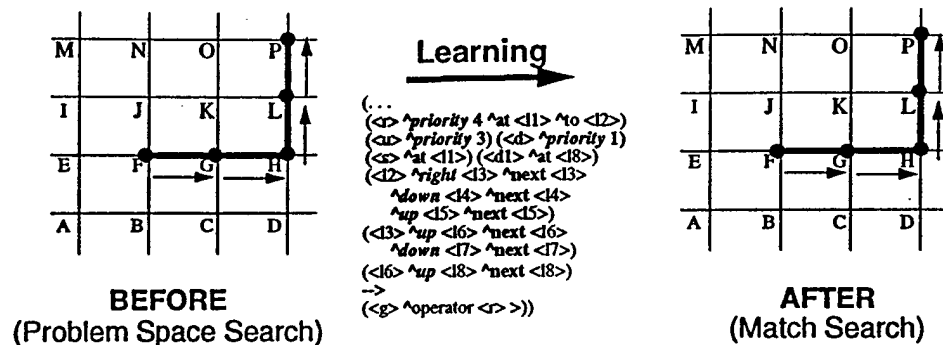 M N O P
I J K L
E F G H
A B C D
BEFORE
(Problem Space Search)
Learning
(. . .
(<r> ^priority 4 ^at <l1> ^to <l2>)
(<u> ^priority 3) (<d> ^priority 1)
(<s> ^at <l1>) (<d1> ^at <l8>)
(<l2> ^right <l3> ^next <l3>
^down <l4> ^next <l4>
^up <l5> ^next <l5>)
(<l3> ^up <l6> ^next <l6>
^down <l7> ^next <l7>)
(<l6> ^up <l8> ^next <l8>)
-->
(<g> ^operator <r> >))
M N O P
I J K L
E F G H
A B C D
AFTER
(Match Search)